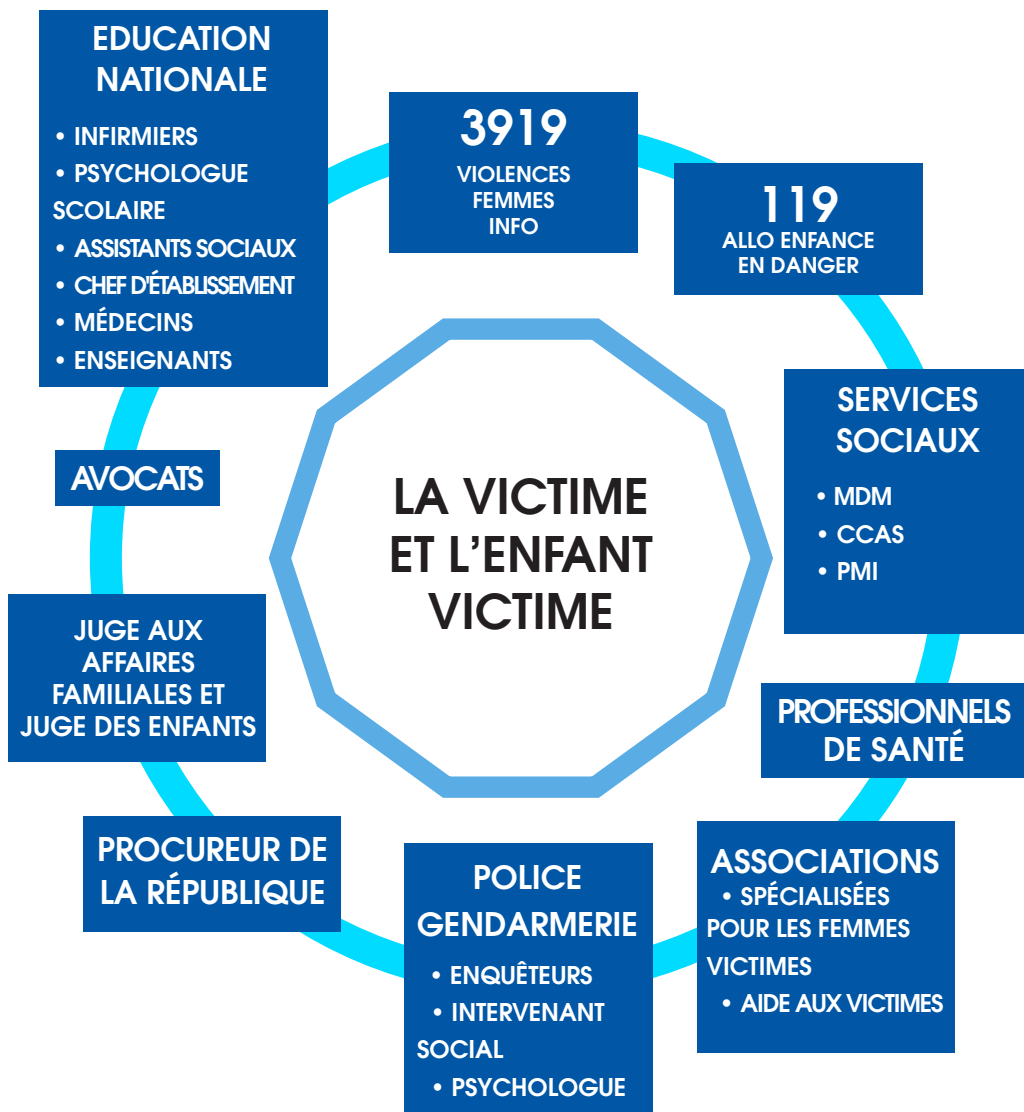 EDUCATION
NATIONALE
• INFIRMIERS
• PSYCHOLOGUE
SCOLAIRE
• ASSISTANTS SOCIAUX
• CHEF D'ÉTABLISSEMENT
• MÉDECINS
• ENSEIGNANTS
3919
VIOLENCES
FEMMES
INFO
119
ALLO ENFANCE
EN DANGER
SERVICES
SOCIAUX
• MDM
• CCAS
• PMI
PROFESSIONNELS
DE SANTÉ
ASSOCIATIONS
• SPÉCIALISÉES
POUR LES FEMMES
VICTIMES
• AIDE AUX VICTIMES
POLICE
GENDARMERIE
• ENQUÊTEURS
• INTERVENANT
SOCIAL
• PSYCHOLOGUE
PROCUREUR DE
LA RÉPUBLIQUE
JUGE AUX
AFFAIRES
FAMILIALES ET
JUGE DES ENFANTS
AVOCATS
LA VICTIME
ET L’ENFANT
VICTIME